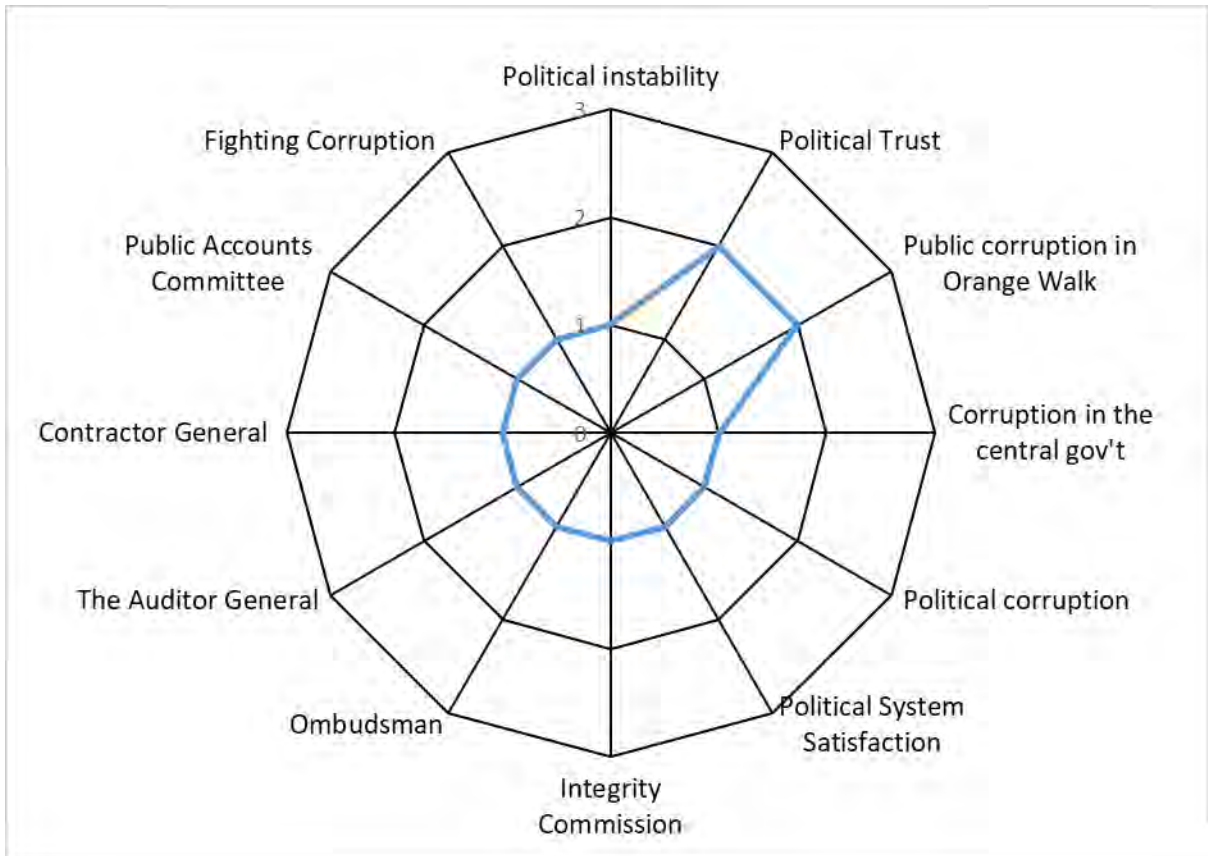 Political instability
3
Fighting Corruption
Political Trust
2
Public Accounts
Committee
Public corruption in
Orange Walk
1
Contractor General
0
Corruption in the
central gov't
The Auditor General
Political corruption
Ombudsman
Political System
Satisfaction
Integrity
Commission